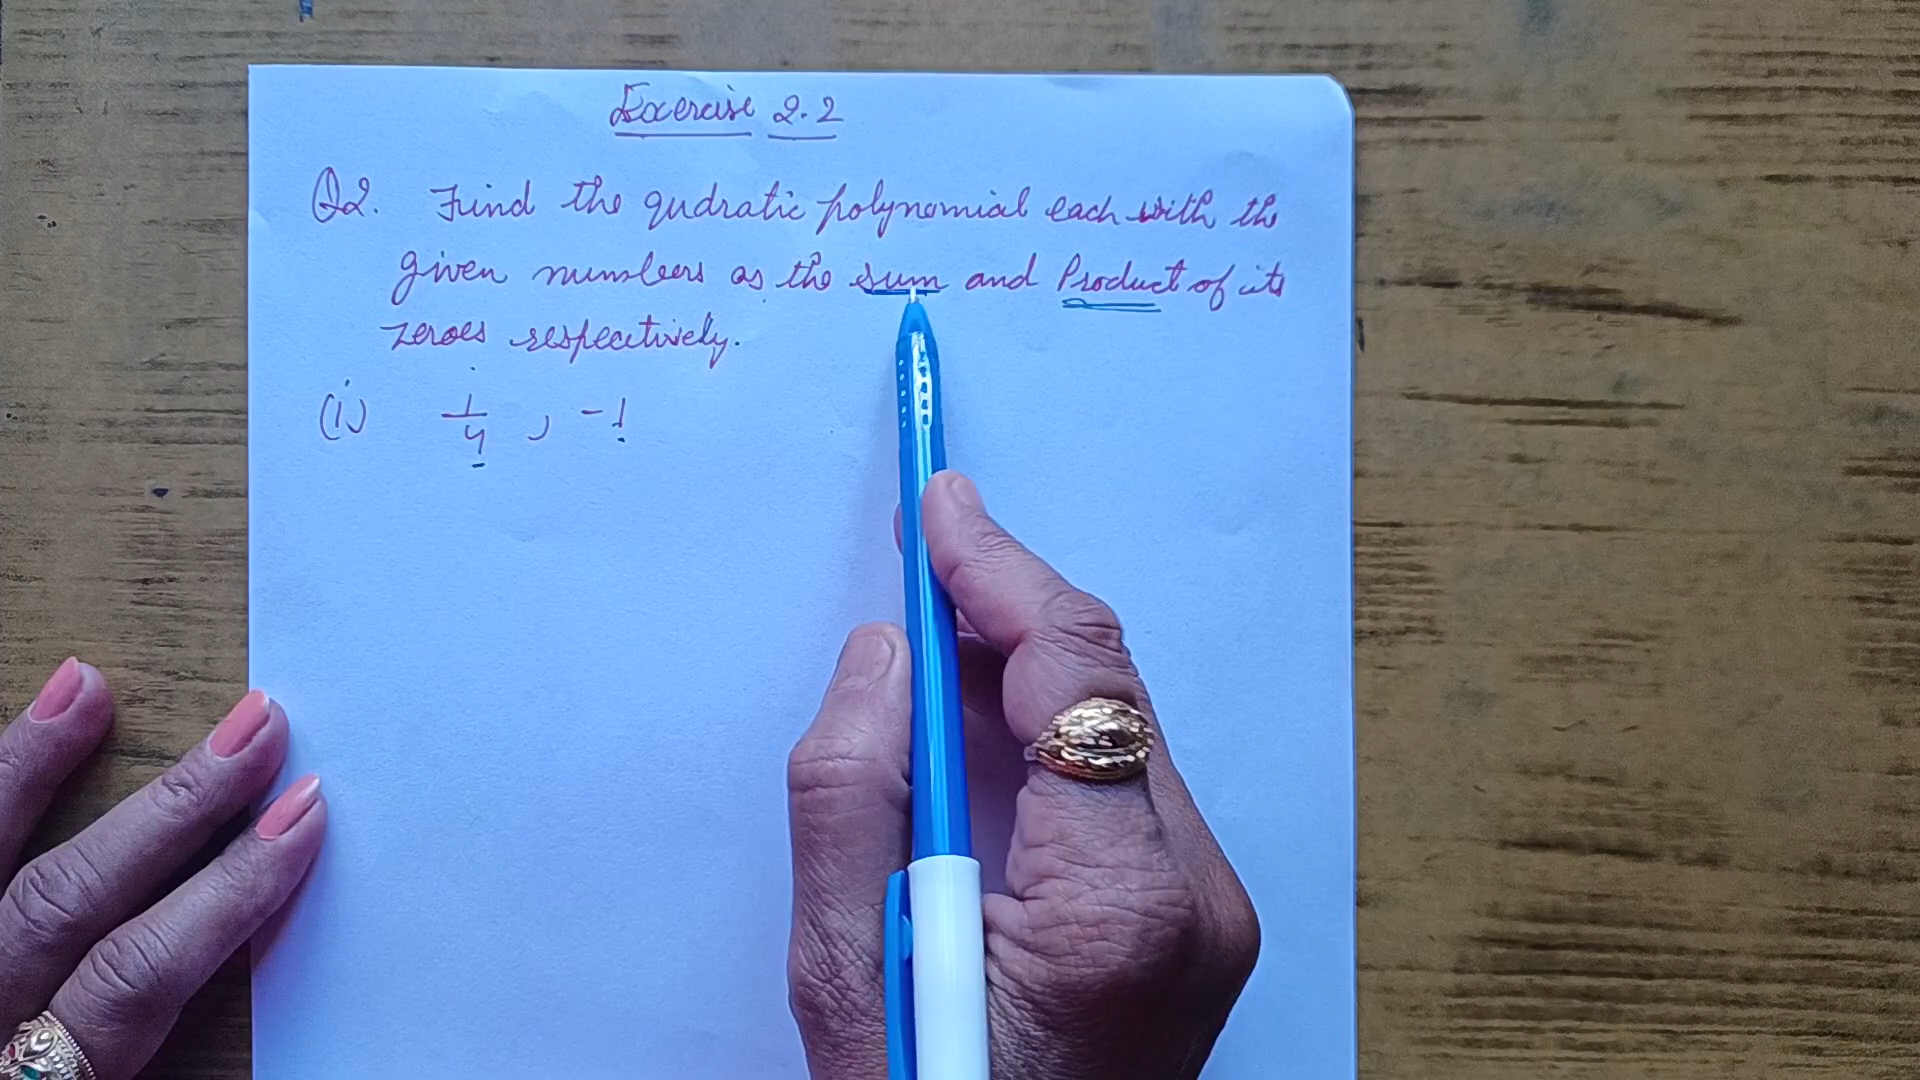 Exercise 2.2
Q2. Find the qudratic polynomial each with the
given numbers as the sum and Product of its
zeroes respectively.
(i) 1/4 , -1